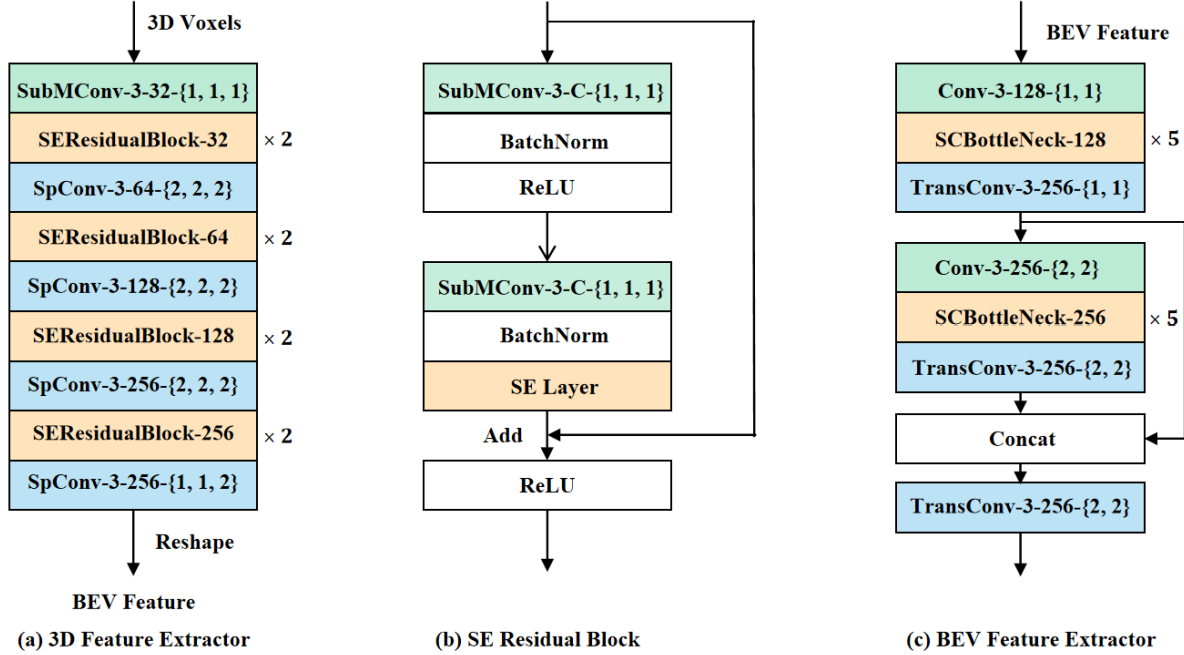 3D Voxels
SubMConv-3-32-{1, 1, 1}
SEResidualBlock-32 × 2
SpConv-3-64-{2, 2, 2}
SEResidualBlock-64 × 2
SpConv-3-128-{2, 2, 2}
SEResidualBlock-128 × 2
SpConv-3-256-{2, 2, 2}
SEResidualBlock-256 × 2
SpConv-3-256-{1, 1, 2}
Reshape
BEV Feature
(a) 3D Feature Extractor
SubMConv-3-C-{1, 1, 1}
BatchNorm
ReLU
SubMConv-3-C-{1, 1, 1}
BatchNorm
SE Layer
Add
ReLU
(b) SE Residual Block
BEV Feature
Conv-3-128-{1, 1}
SCBottleNeck-128 × 5
TransConv-3-256-{1, 1}
Conv-3-256-{2, 2}
SCBottleNeck-256 × 5
TransConv-3-256-{2, 2}
Concat
TransConv-3-256-{2, 2}
(c) BEV Feature Extractor